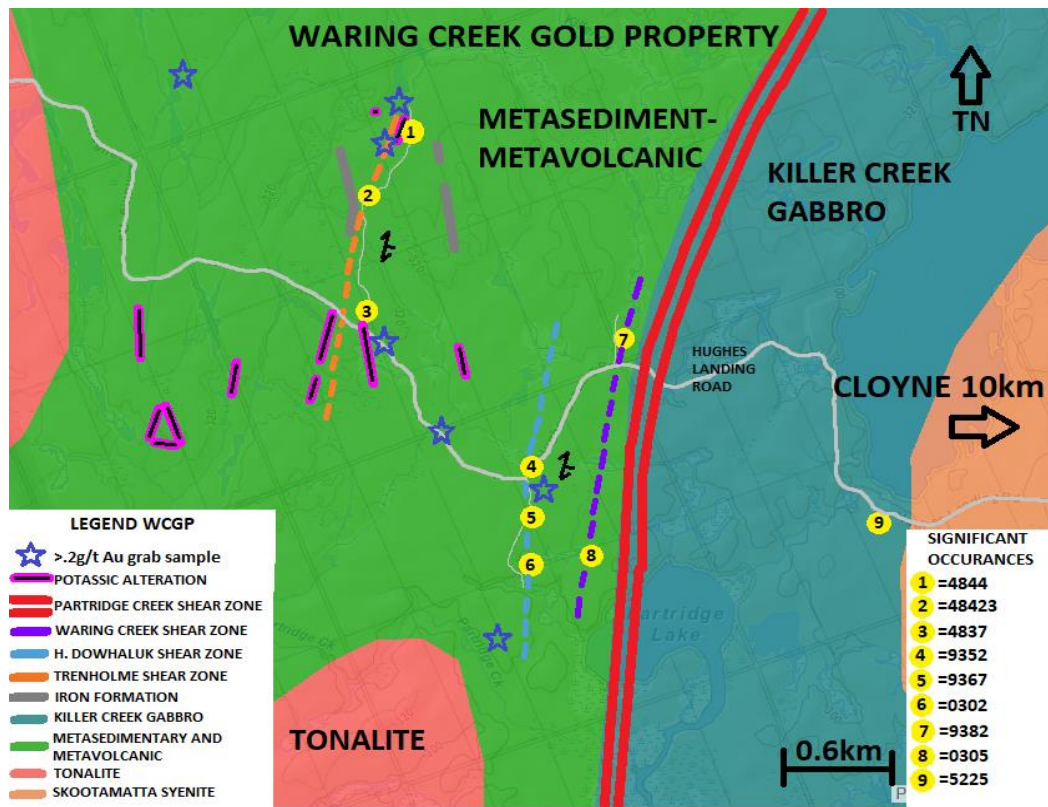 WARING CREEK GOLD PROPERTY
TN
METASEDIMENT-
METAVOLCANIC
KILLER CREEK
GABBRO
1
2
3
7
HUGHES
LANDING
ROAD
CLOYNE 10km
4
5
9
8
6
Partridge
Lake
TONALITE
0.6km
P
LEGEND WCGP
>.2g/t Au grab sample
POTASSIC ALTERATION
PARTRIDGE CREEK SHEAR ZONE
WARING CREEK SHEAR ZONE
H. DOWHALUK SHEAR ZONE
TRENHOLME SHEAR ZONE
IRON FORMATION
KILLER CREEK GABBRO
METASEDIMENTARY AND
METAVOLCANIC
TONALITE
SKOOTAMATTA SYENITE
SIGNIFICANT
OCCURANCES
1 =4844
2 =48423
3 =4837
4 =9352
5 =9367
6 =0302
7 =9382
8 =0305
9 =5225